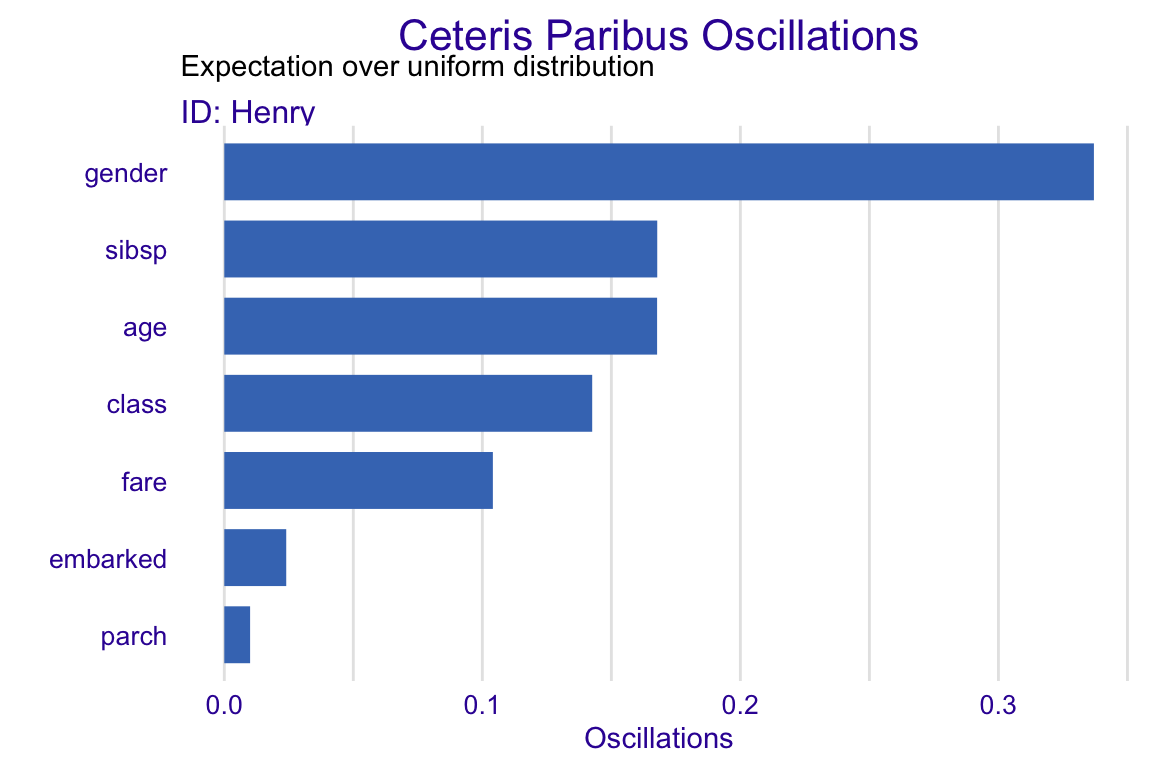 Ceteris Paribus Oscillations
Expectation over uniform distribution
ID: Henry
gender
sibsp
age
class
fare
embarked
parch
0.0 0.1 0.2 0.3
Oscillations